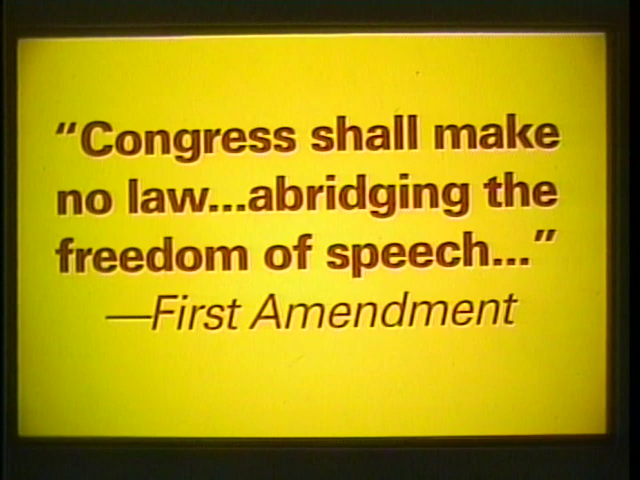 “Congress shall make
no law...abridging the
freedom of speech...”
—First Amendment